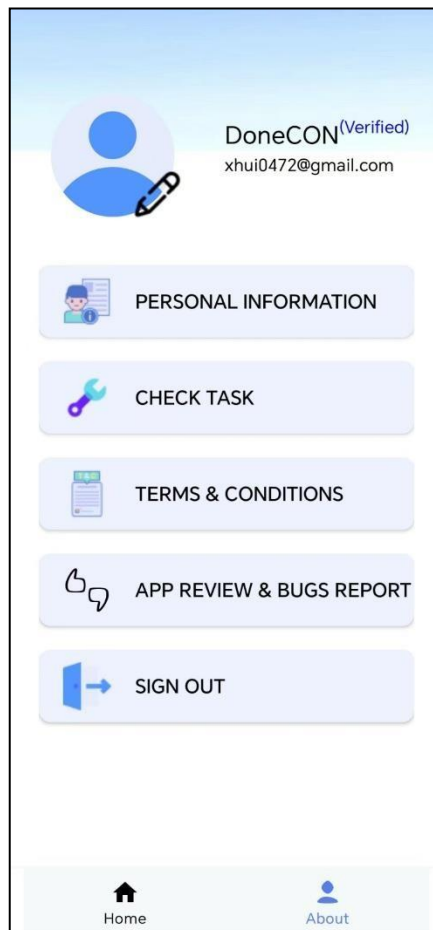 DoneCON(Verified)
xhui0472@gmail.com
PERSONAL INFORMATION
CHECK TASK
T&C
TERMS & CONDITIONS
APP REVIEW & BUGS REPORT
SIGN OUT
Home
About